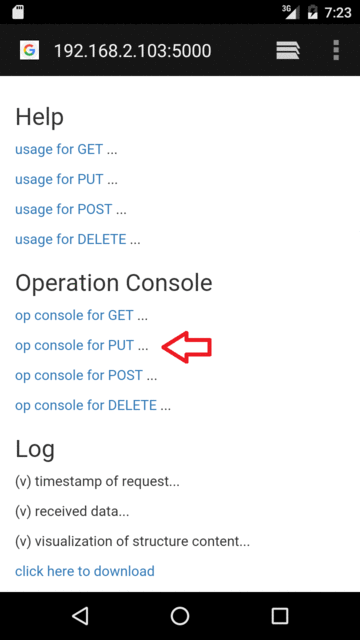 3G 7:23
192.168.2.103:5000
Help
usage for GET ...
usage for PUT ...
usage for POST ...
usage for DELETE ...
Operation Console
op console for GET ...
op console for PUT ...
op console for POST ...
op console for DELETE ...
Log
(v) timestamp of request...
(v) received data...
(v) visualization of structure content...
click here to download